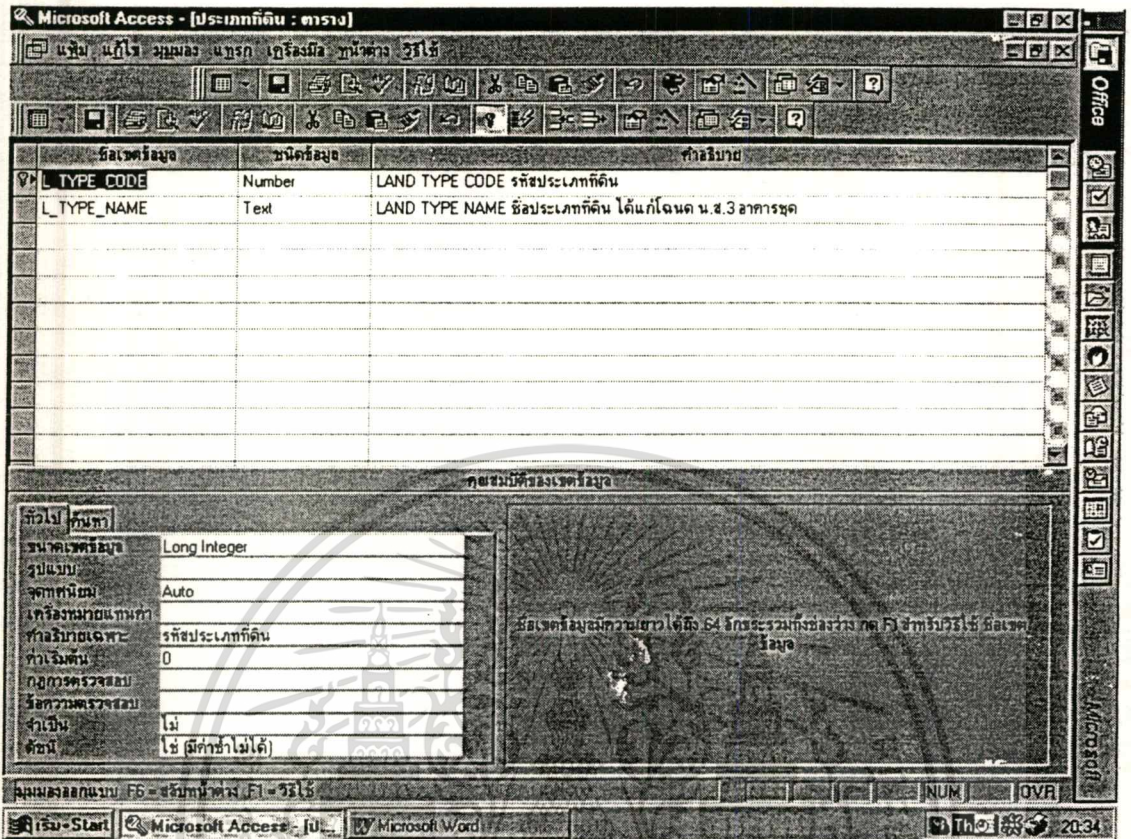 Microsoft Access - [ประเภทที่ดิน : ตาราง]
แฟ้ม แก้ไข มุมมอง แทรก เครื่องมือ หน้าต่าง วิธีใช้
Office
ชื่อเขตข้อมูล ชนิดข้อมูล คำอธิบาย
L_TYPE_CODE Number LAND TYPE CODE รหัสประเภทที่ดิน
L_TYPE_NAME Text LAND TYPE NAME ชื่อประเภทที่ดิน ได้แก่โฉนด น.ส.3 อาคารชุด
คุณสมบัติของเขตข้อมูล
ทั่วไป ค้นหา
ขนาดเขตข้อมูล Long Integer
รูปแบบ
จุดทศนิยม Auto
เครื่องหมายแทนค่า
คำอธิบายเฉพาะ รหัสประเภทที่ดิน
ค่าเริ่มต้น 0
กฎการตรวจสอบ
ข้อความตรวจสอบ
จำเป็น ไม่
ดัชนี ใช่ (มีค่าซ้ำไม่ได้)
ชื่อเขตข้อมูลมีความยาวได้ถึง 64 อักขระรวมทั้งช่องว่าง กด F1 สำหรับวิธีใช้ ชื่อเขต
ข้อมูล
Microsoft
มุมมองออกแบบ F6 = สลับหน้าต่าง F1 = วิธีใช้ NUM OVR
เริ่ม-Start Microsoft Access - [ป... Microsoft Word Th 20:34